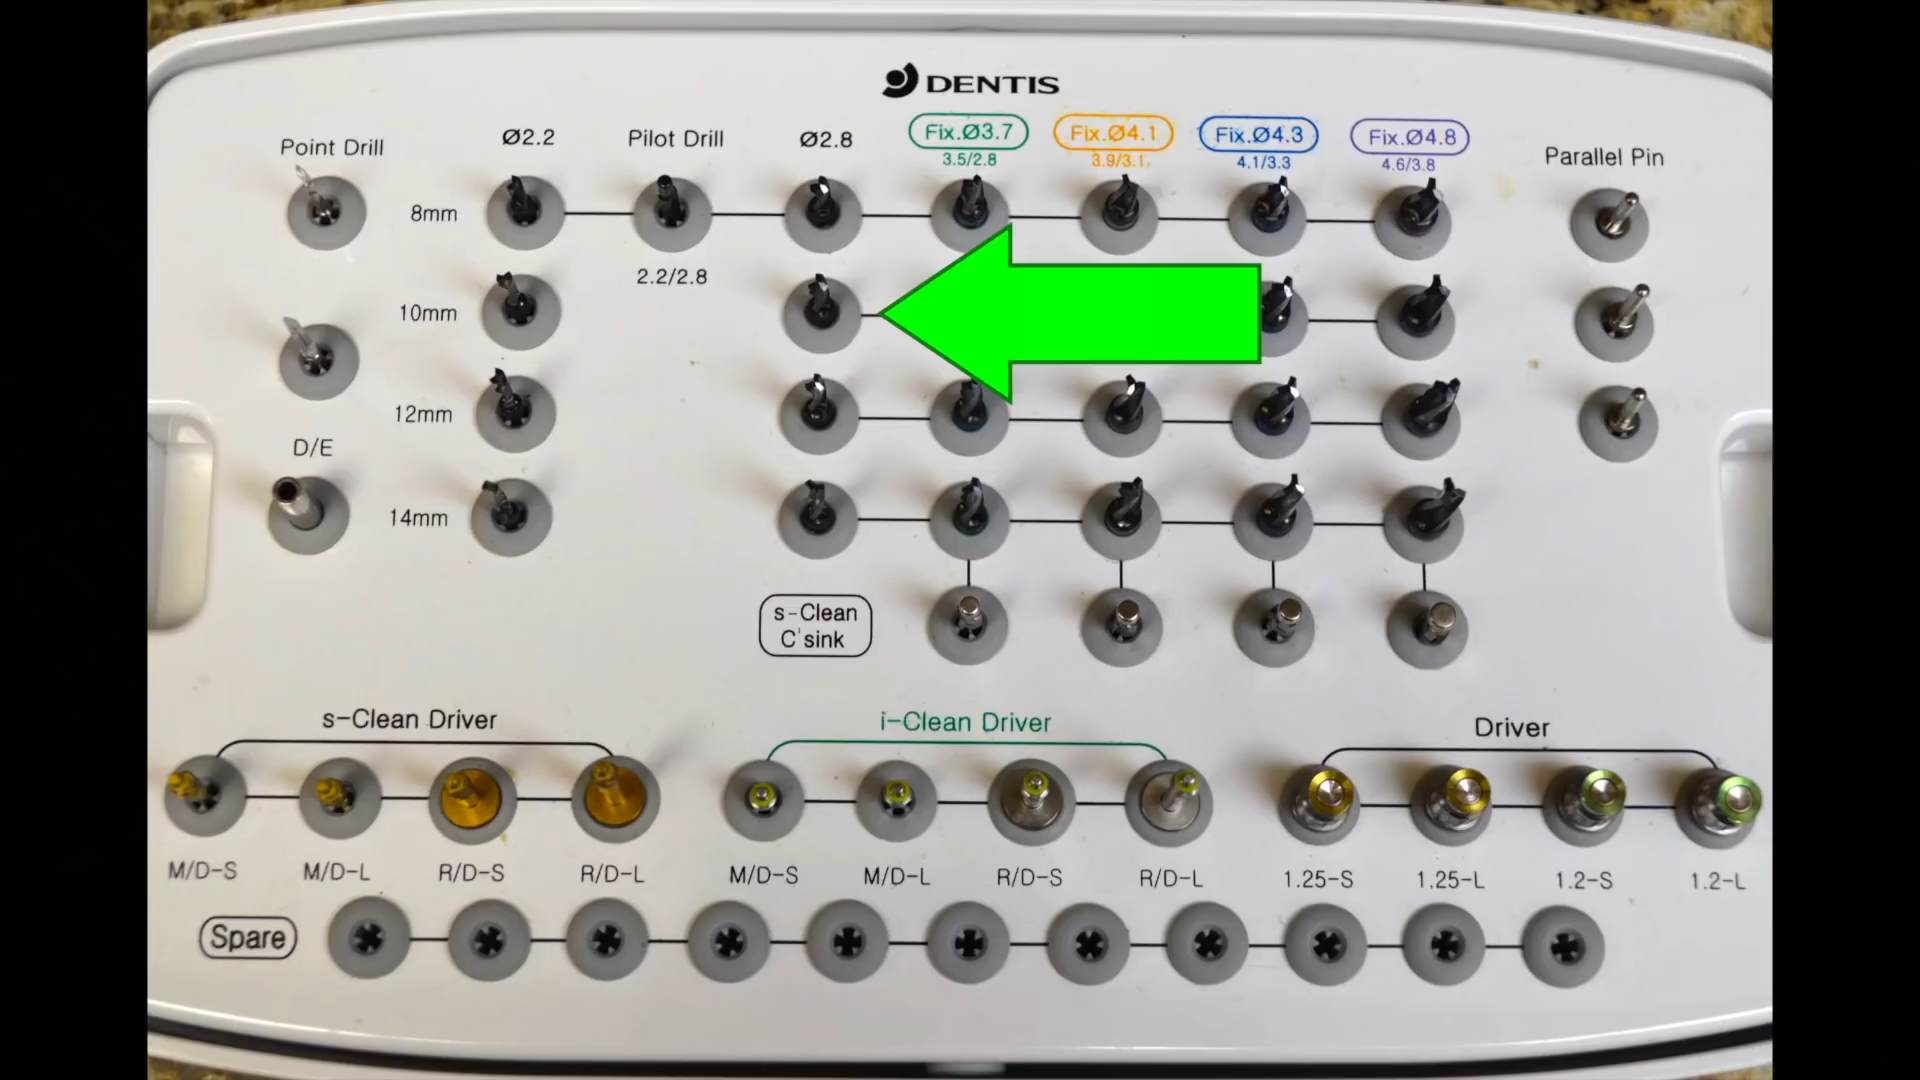 DENTIS
Point Drill
Ø2.2
Pilot Drill
Ø2.8
Fix.Ø3.7
3.5/2.8
Fix.Ø4.1
3.9/3.1
Fix.Ø4.3
4.1/3.3
Fix.Ø4.8
4.6/3.8
Parallel Pin
8mm
2.2/2.8
10mm
12mm
D/E
14mm
s-Clean
C'sink
s-Clean Driver
i-Clean Driver
Driver
M/D-S
M/D-L
R/D-S
R/D-L
M/D-S
M/D-L
R/D-S
R/D-L
1.25-S
1.25-L
1.2-S
1.2-L
Spare